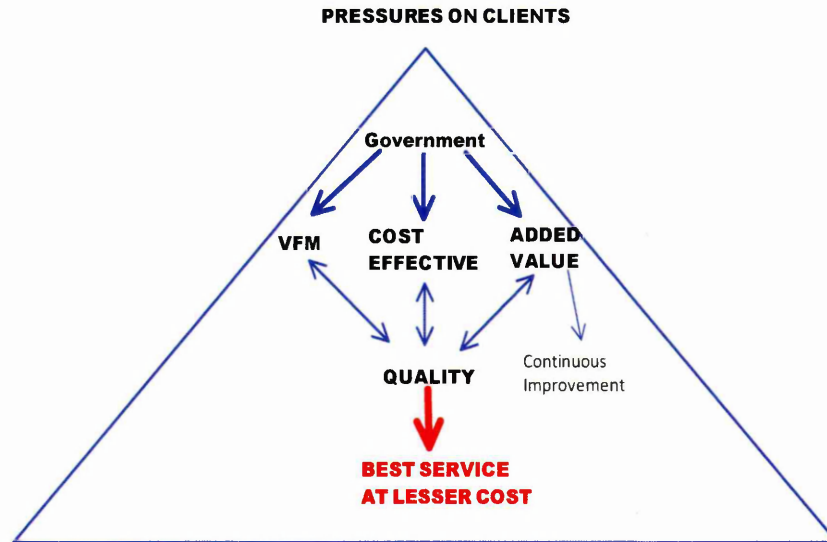 PRESSURES ON CLIENTS
Government
VFM
COST
EFFECTIVE
ADDED
VALUE
QUALITY
Continuous
Improvement
BEST SERVICE
AT LESSER COST